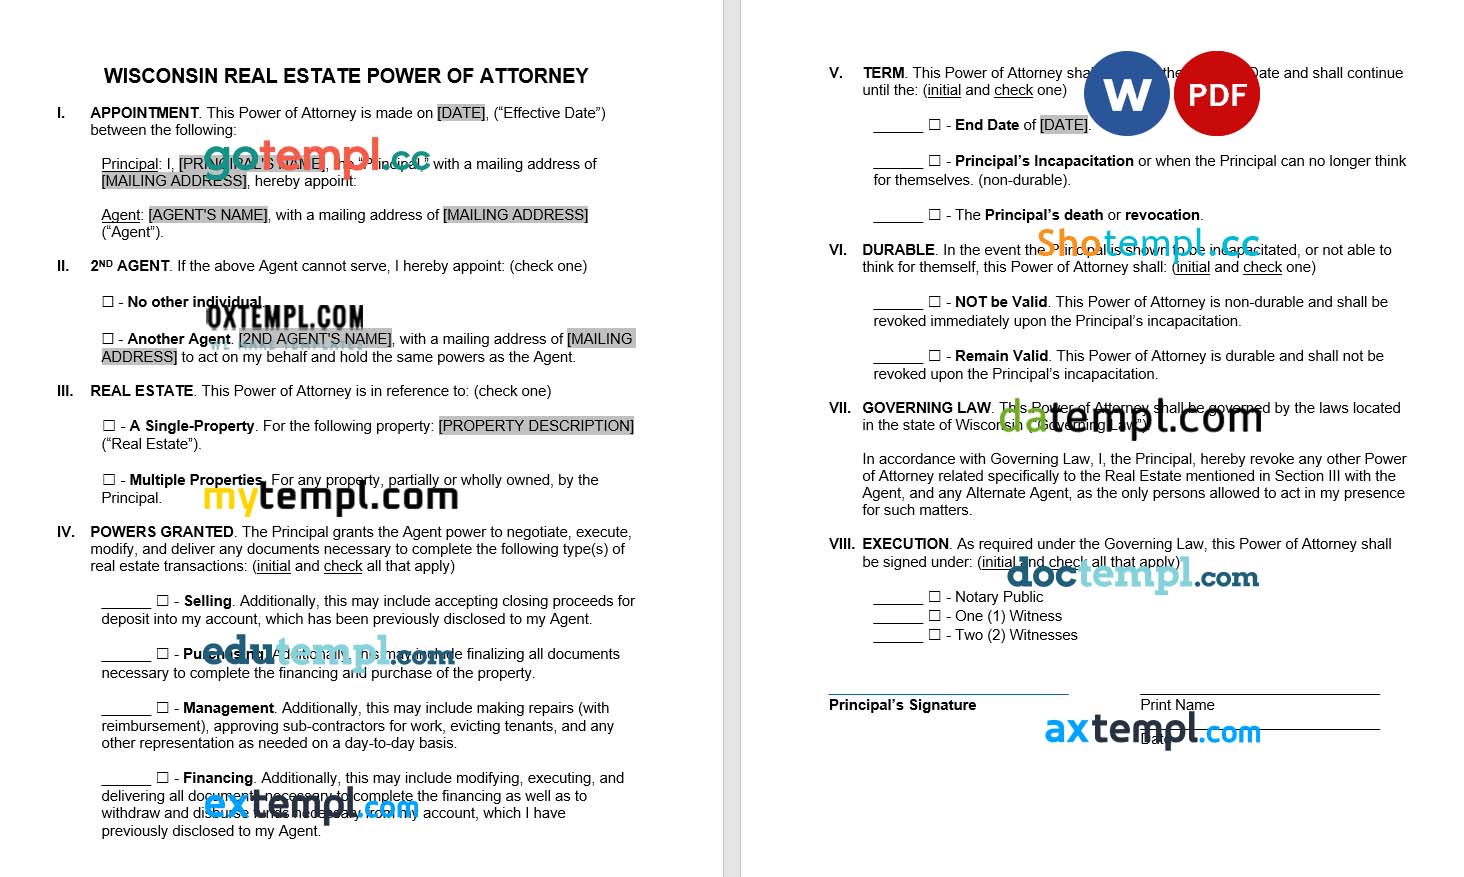 WISCONSIN REAL ESTATE POWER OF ATTORNEY
I. APPOINTMENT. This Power of Attorney is made on [DATE], (“Effective Date”)
between the following:
gotempl.cc
Principal: I, [PRINCIPAL'S NAME], the “Principal,” with a mailing address of
[MAILING ADDRESS], hereby appoint:
Agent: [AGENT'S NAME], with a mailing address of [MAILING ADDRESS]
(“Agent”).
II. 2ND AGENT. If the above Agent cannot serve, I hereby appoint: (check one)
☐ - No other individual.
OXTEMPL.COM
WE MAKE TEMPLATES
☐ - Another Agent. [2ND AGENT'S NAME], with a mailing address of [MAILING
ADDRESS] to act on my behalf and hold the same powers as the Agent.
III. REAL ESTATE. This Power of Attorney is in reference to: (check one)
☐ - A Single-Property. For the following property: [PROPERTY DESCRIPTION]
(“Real Estate”).
☐ - Multiple Properties. For any property, partially or wholly owned, by the
Principal.
mytempl.com
IV. POWERS GRANTED. The Principal grants the Agent power to negotiate, execute,
modify, and deliver any documents necessary to complete the following type(s) of
real estate transactions: (initial and check all that apply)
______ ☐ - Selling. Additionally, this may include accepting closing proceeds for
deposit into my account, which has been previously disclosed to my Agent.
______ ☐ - Purchasing. Additionally, this may include finalizing all documents
necessary to complete the financing and purchase of the property.
edutempl.com
______ ☐ - Management. Additionally, this may include making repairs (with
reimbursement), approving sub-contractors for work, evicting tenants, and any
other representation as needed on a day-to-day basis.
______ ☐ - Financing. Additionally, this may include modifying, executing, and
delivering all documents necessary to complete the financing as well as to
withdraw and disburse funds necessary from my account, which I have
previously disclosed to my Agent.
extempl.com
V. TERM. This Power of Attorney sha the Date and shall continue
until the: (initial and check one)
W
PDF
______ ☐ - End Date of [DATE].
______ ☐ - Principal’s Incapacitation or when the Principal can no longer think
for themselves. (non-durable).
______ ☐ - The Principal’s death or revocation.
Shotempl.cc
VI. DURABLE. In the event the Principal is shown to be incapacitated, or not able to
think for themself, this Power of Attorney shall: (initial and check one)
______ ☐ - NOT be Valid. This Power of Attorney is non-durable and shall be
revoked immediately upon the Principal’s incapacitation.
______ ☐ - Remain Valid. This Power of Attorney is durable and shall not be
revoked upon the Principal’s incapacitation.
VII. GOVERNING LAW. This Power of Attorney shall be governed by the laws located
in the state of Wisconsin (“Governing Law”).
datempl.com
In accordance with Governing Law, I, the Principal, hereby revoke any other Power
of Attorney related specifically to the Real Estate mentioned in Section III with the
Agent, and any Alternate Agent, as the only persons allowed to act in my presence
for such matters.
VIII. EXECUTION. As required under the Governing Law, this Power of Attorney shall
be signed under: (initial and check all that apply)
doctempl.com
______ ☐ - Notary Public
______ ☐ - One (1) Witness
______ ☐ - Two (2) Witnesses
Principal’s Signature
Print Name
axtempl.com
Date